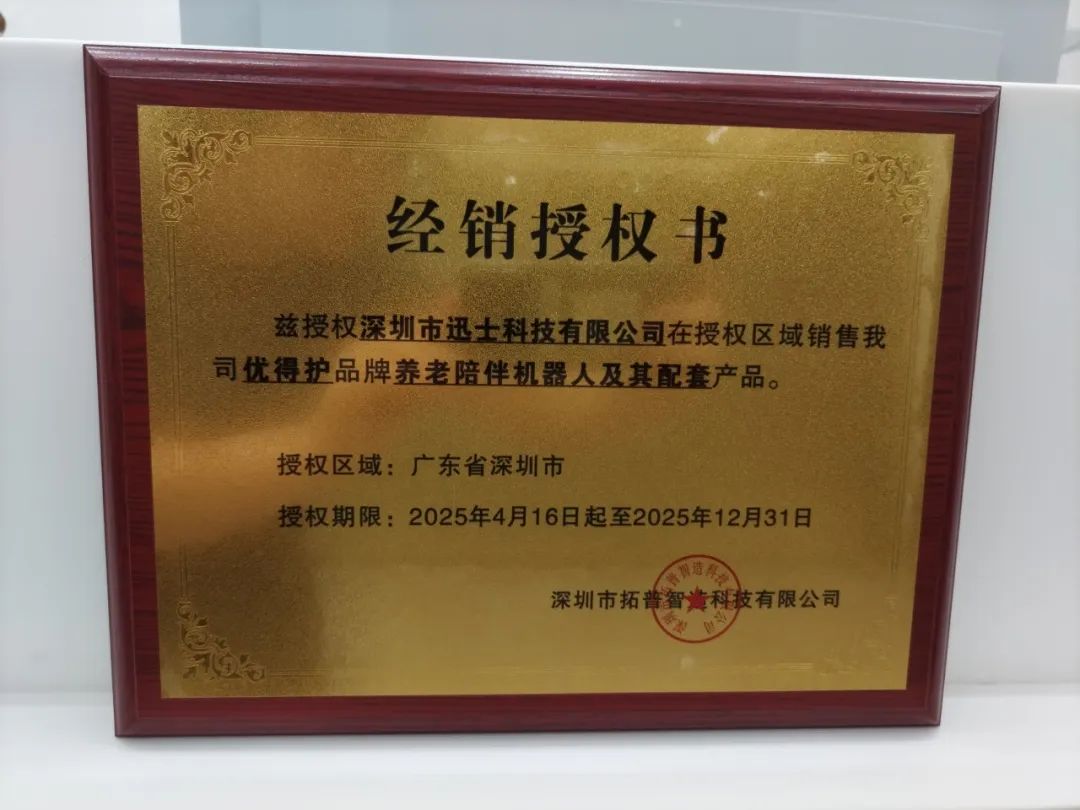 经销授权书
兹授权深圳市迅士科技有限公司在授权区域销售我
司优得护品牌养老陪伴机器人及其配套产品。
授权区域：广东省深圳市
授权期限：2025年4月16日起至2025年12月31日
深圳市拓普智造科技有限公司